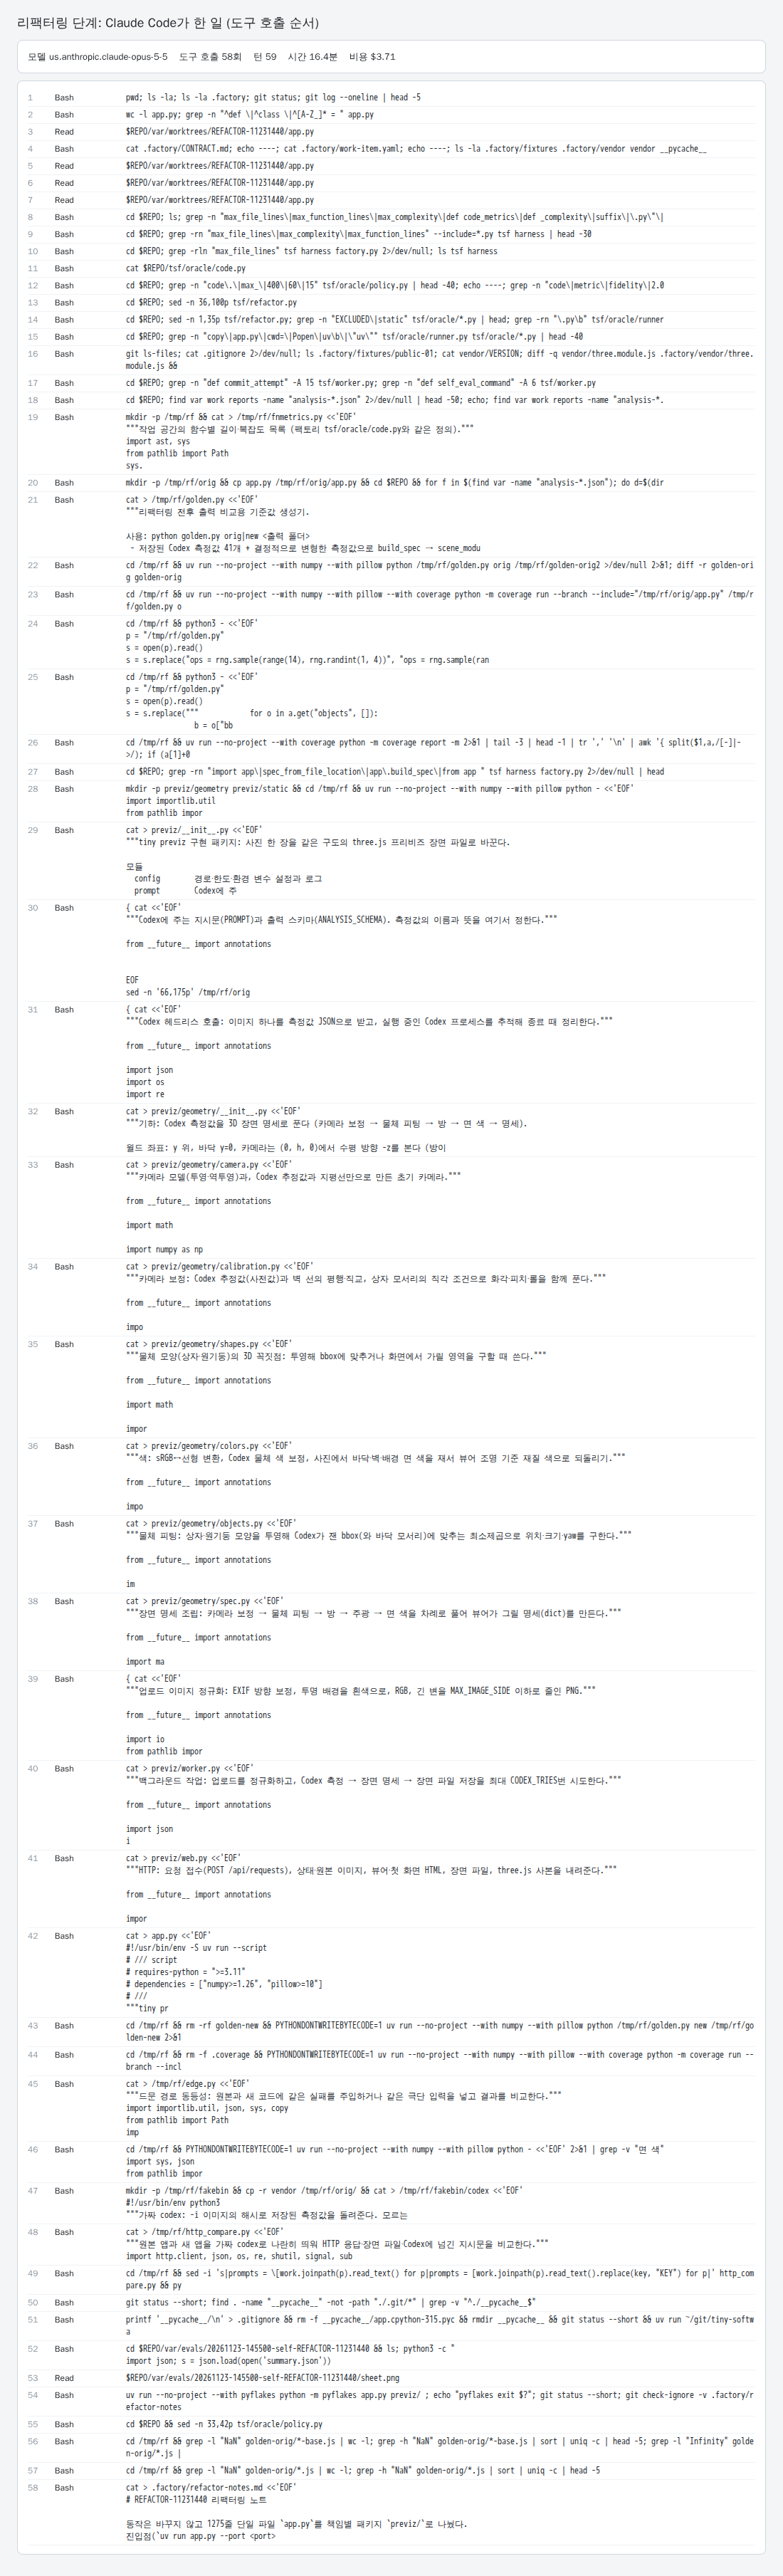 리팩터링 단계: Claude Code가 한 일 (도구 호출 순서)
모델 us.anthropic.claude-opus-5-5 도구 호출 58회 턴 59 시간 16.4분 비용 $3.71
1 Bash pwd; ls -la; ls -la .factory; git status; git log --oneline | head -5
2 Bash wc -l app.py; grep -n "^def \|^class \|^[A-Z_]* = " app.py
3 Read $REPO/var/worktrees/REFACTOR-11231440/app.py
4 Bash cat .factory/CONTRACT.md; echo ----; cat .factory/work-item.yaml; echo ----; ls -la .factory/fixtures .factory/vendor vendor __pycache__
5 Read $REPO/var/worktrees/REFACTOR-11231440/app.py
6 Read $REPO/var/worktrees/REFACTOR-11231440/app.py
7 Read $REPO/var/worktrees/REFACTOR-11231440/app.py
8 Bash cd $REPO; ls; grep -n "max_file_lines\|max_function_lines\|max_complexity\|def code_metrics\|def _complexity\|suffix\|\.py\"\|
9 Bash cd $REPO; grep -rn "max_file_lines\|max_complexity\|max_function_lines" --include=*.py tsf harness | head -30
10 Bash cd $REPO; grep -rln "max_file_lines" tsf harness factory.py 2>/dev/null; ls tsf harness
11 Bash cat $REPO/tsf/oracle/code.py
12 Bash cd $REPO; grep -n "code\.\|max_\|400\|60\|15" tsf/oracle/policy.py | head -40; echo ----; grep -n "code\|metric\|fidelity\|2.0
13 Bash cd $REPO; sed -n 36,100p tsf/refactor.py
14 Bash cd $REPO; sed -n 1,35p tsf/refactor.py; grep -n "EXCLUDED\|static" tsf/oracle/*.py | head; grep -rn "\.py\b" tsf/oracle/runner
15 Bash cd $REPO; grep -n "copy\|app\.py\|cwd=\|Popen\|uv\b\|\"uv\"" tsf/oracle/runner.py tsf/oracle/*.py | head -40
16 Bash git ls-files; cat .gitignore 2>/dev/null; ls .factory/fixtures/public-01; cat vendor/VERSION; diff -q vendor/three.module.js .factory/vendor/three.
module.js &&
17 Bash cd $REPO; grep -n "def commit_attempt" -A 15 tsf/worker.py; grep -n "def self_eval_command" -A 6 tsf/worker.py
18 Bash cd $REPO; find var work reports -name "analysis-*.json" 2>/dev/null | head -50; echo; find var work reports -name "analysis-*.
19 Bash mkdir -p /tmp/rf && cat > /tmp/rf/fnmetrics.py <<'EOF'
"""작업 공간의 함수별 길이·복잡도 목록 (팩토리 tsf/oracle/code.py와 같은 정의)."""
import ast, sys
from pathlib import Path
sys.
20 Bash mkdir -p /tmp/rf/orig && cp app.py /tmp/rf/orig/app.py && cd $REPO && for f in $(find var -name "analysis-*.json"); do d=$(dir
21 Bash cat > /tmp/rf/golden.py <<'EOF'
"""리팩터링 전후 출력 비교용 기준값 생성기.
사용: python golden.py orig|new <출력 폴더>
- 저장된 Codex 측정값 41개 + 결정적으로 변형한 측정값으로 build_spec → scene_modu
22 Bash cd /tmp/rf && uv run --no-project --with numpy --with pillow python /tmp/rf/golden.py orig /tmp/rf/golden-orig2 >/dev/null 2>&1; diff -r golden-ori
g golden-orig
23 Bash cd /tmp/rf && uv run --no-project --with numpy --with pillow --with coverage python -m coverage run --branch --include="/tmp/rf/orig/app.py" /tmp/r
f/golden.py o
24 Bash cd /tmp/rf && python3 - <<'EOF'
p = "/tmp/rf/golden.py"
s = open(p).read()
s = s.replace("ops = rng.sample(range(14), rng.randint(1, 4))", "ops = rng.sample(ran
25 Bash cd /tmp/rf && python3 - <<'EOF'
p = "/tmp/rf/golden.py"
s = open(p).read()
s = s.replace(""" for o in a.get("objects", []):
b = o["bb
26 Bash cd /tmp/rf && uv run --no-project --with coverage python -m coverage report -m 2>&1 | tail -3 | head -1 | tr ',' '\n' | awk '{ split($1,a,/[-]|-
>/); if (a[1]+0
27 Bash cd $REPO; grep -rn "import app\|spec_from_file_location\|app\.build_spec\|from app " tsf harness factory.py 2>/dev/null | head
28 Bash mkdir -p previz/geometry previz/static && cd /tmp/rf && uv run --no-project --with numpy --with pillow python - <<'EOF'
import importlib.util
from pathlib impor
29 Bash cat > previz/__init__.py <<'EOF'
"""tiny previz 구현 패키지: 사진 한 장을 같은 구도의 three.js 프리비즈 장면 파일로 바꾼다.
모듈
config 경로·한도·환경 변수 설정과 로그
prompt Codex에 주
30 Bash { cat <<'EOF'
"""Codex에 주는 지시문(PROMPT)과 출력 스키마(ANALYSIS_SCHEMA). 측정값의 이름과 뜻을 여기서 정한다."""
from __future__ import annotations
EOF
sed -n '66,175p' /tmp/rf/orig
31 Bash { cat <<'EOF'
"""Codex 헤드리스 호출: 이미지 하나를 측정값 JSON으로 받고, 실행 중인 Codex 프로세스를 추적해 종료 때 정리한다."""
from __future__ import annotations
import json
import os
import re
32 Bash cat > previz/geometry/__init__.py <<'EOF'
"""기하: Codex 측정값을 3D 장면 명세로 푼다 (카메라 보정 → 물체 피팅 → 방 → 면 색 → 명세).
월드 좌표: y 위, 바닥 y=0, 카메라는 (0, h, 0)에서 수평 방향 -z를 본다 (방이
33 Bash cat > previz/geometry/camera.py <<'EOF'
"""카메라 모델(투영·역투영)과, Codex 추정값과 지평선만으로 만든 초기 카메라."""
from __future__ import annotations
import math
import numpy as np
34 Bash cat > previz/geometry/calibration.py <<'EOF'
"""카메라 보정: Codex 추정값(사전값)과 벽 선의 평행·직교, 상자 모서리의 직각 조건으로 화각·피치·롤을 함께 푼다."""
from __future__ import annotations
impo
35 Bash cat > previz/geometry/shapes.py <<'EOF'
"""물체 모양(상자·원기둥)의 3D 꼭짓점: 투영해 bbox에 맞추거나 화면에서 가릴 영역을 구할 때 쓴다."""
from __future__ import annotations
import math
impor
36 Bash cat > previz/geometry/colors.py <<'EOF'
"""색: sRGB↔선형 변환, Codex 물체 색 보정, 사진에서 바닥·벽·배경 면 색을 재서 뷰어 조명 기준 재질 색으로 되돌리기."""
from __future__ import annotations
impo
37 Bash cat > previz/geometry/objects.py <<'EOF'
"""물체 피팅: 상자·원기둥 모양을 투영해 Codex가 잰 bbox(와 바닥 모서리)에 맞추는 최소제곱으로 위치·크기·yaw를 구한다."""
from __future__ import annotations
im
38 Bash cat > previz/geometry/spec.py <<'EOF'
"""장면 명세 조립: 카메라 보정 → 물체 피팅 → 방 → 주광 → 면 색을 차례로 풀어 뷰어가 그릴 명세(dict)를 만든다."""
from __future__ import annotations
import ma
39 Bash { cat <<'EOF'
"""업로드 이미지 정규화: EXIF 방향 보정, 투명 배경을 흰색으로, RGB, 긴 변을 MAX_IMAGE_SIDE 이하로 줄인 PNG."""
from __future__ import annotations
import io
from pathlib impor
40 Bash cat > previz/worker.py <<'EOF'
"""백그라운드 작업: 업로드를 정규화하고, Codex 측정 → 장면 명세 → 장면 파일 저장을 최대 CODEX_TRIES번 시도한다."""
from __future__ import annotations
import json
i
41 Bash cat > previz/web.py <<'EOF'
"""HTTP: 요청 접수(POST /api/requests), 상태·원본 이미지, 뷰어·첫 화면 HTML, 장면 파일, three.js 사본을 내려준다."""
from __future__ import annotations
impor
42 Bash cat > app.py <<'EOF'
#!/usr/bin/env -S uv run --script
# /// script
# requires-python = ">=3.11"
# dependencies = ["numpy>=1.26", "pillow>=10"]
# ///
"""tiny pr
43 Bash cd /tmp/rf && rm -rf golden-new && PYTHONDONTWRITEBYTECODE=1 uv run --no-project --with numpy --with pillow python /tmp/rf/golden.py new /tmp/rf/go
lden-new 2>&1
44 Bash cd /tmp/rf && rm -f .coverage && PYTHONDONTWRITEBYTECODE=1 uv run --no-project --with numpy --with pillow --with coverage python -m coverage run --
branch --incl
45 Bash cat > /tmp/rf/edge.py <<'EOF'
"""드문 경로 동등성: 원본과 새 코드에 같은 실패를 주입하거나 같은 극단 입력을 넣고 결과를 비교한다."""
import importlib.util, json, sys, copy
from pathlib import Path
imp
46 Bash cd /tmp/rf && PYTHONDONTWRITEBYTECODE=1 uv run --no-project --with numpy --with pillow python - <<'EOF' 2>&1 | grep -v "면 색"
import sys, json
from pathlib impor
47 Bash mkdir -p /tmp/rf/fakebin && cp -r vendor /tmp/rf/orig/ && cat > /tmp/rf/fakebin/codex <<'EOF'
#!/usr/bin/env python3
"""가짜 codex: -i 이미지의 해시로 저장된 측정값을 돌려준다. 모르는
48 Bash cat > /tmp/rf/http_compare.py <<'EOF'
"""원본 앱과 새 앱을 가짜 codex로 나란히 띄워 HTTP 응답·장면 파일·Codex에 넘긴 지시문을 비교한다."""
import http.client, json, os, re, shutil, signal, sub
49 Bash cd /tmp/rf && sed -i 's|prompts = \[work.joinpath(p).read_text() for p|prompts = [work.joinpath(p).read_text().replace(key, "KEY") for p|' http_com
pare.py && py
50 Bash git status --short; find . -name "__pycache__" -not -path "./.git/*" | grep -v "^./__pycache__$"
51 Bash printf '__pycache__/\n' > .gitignore && rm -f __pycache__/app.cpython-315.pyc && rmdir __pycache__ && git status --short && uv run ~/git/tiny-softw
a
52 Bash cd $REPO/var/evals/20261123-145500-self-REFACTOR-11231440 && ls; python3 -c "
import json; s = json.load(open('summary.json'))
53 Read $REPO/var/evals/20261123-145500-self-REFACTOR-11231440/sheet.png
54 Bash uv run --no-project --with pyflakes python -m pyflakes app.py previz/ ; echo "pyflakes exit $?"; git status --short; git check-ignore -v .factory/r
efactor-notes
55 Bash cd $REPO && sed -n 33,42p tsf/oracle/policy.py
56 Bash cd /tmp/rf && grep -l "NaN" golden-orig/*-base.js | wc -l; grep -h "NaN" golden-orig/*-base.js | sort | uniq -c | head -5; grep -l "Infinity" golde
n-orig/*.js |
57 Bash cd /tmp/rf && grep -l "NaN" golden-orig/*.js | wc -l; grep -h "NaN" golden-orig/*.js | sort | uniq -c | head -5
58 Bash cat > .factory/refactor-notes.md <<'EOF'
# REFACTOR-11231440 리팩터링 노트
동작은 바꾸지 않고 1275줄 단일 파일 `app.py`를 책임별 패키지 `previz/`로 나눴다.
진입점(`uv run app.py --port <port>